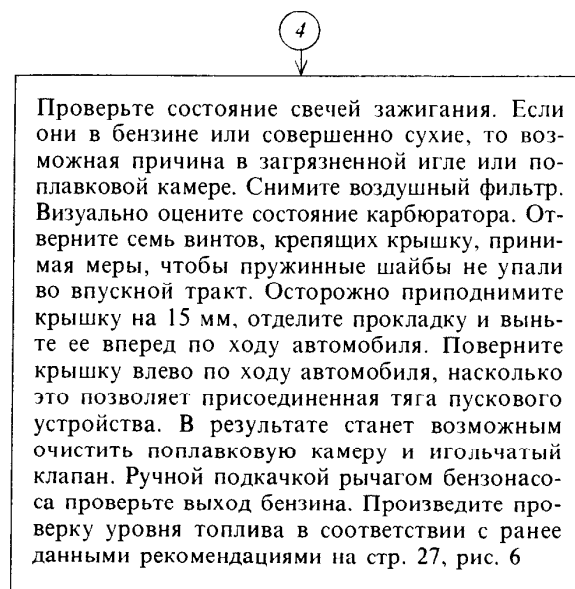 4
Проверьте состояние свечей зажигания. Если
они в бензине или совершенно сухие, то воз-
можная причина в загрязненной игле или по-
плавковой камере. Снимите воздушный фильтр.
Визуально оцените состояние карбюратора. От-
верните семь винтов, крепящих крышку, прини-
мая меры, чтобы пружинные шайбы не упали
во впускной тракт. Осторожно приподнимите
крышку на 15 мм, отделите прокладку и вынь-
те ее вперед по ходу автомобиля. Поверните
крышку влево по ходу автомобиля, насколько
это позволяет присоединенная тяга пускового
устройства. В результате станет возможным
очистить поплавковую камеру и игольчатый
клапан. Ручной подкачкой рычагом бензонасо-
са проверьте выход бензина. Произведите про-
верку уровня топлива в соответствии с ранее
данными рекомендациями на стр. 27, рис. 6